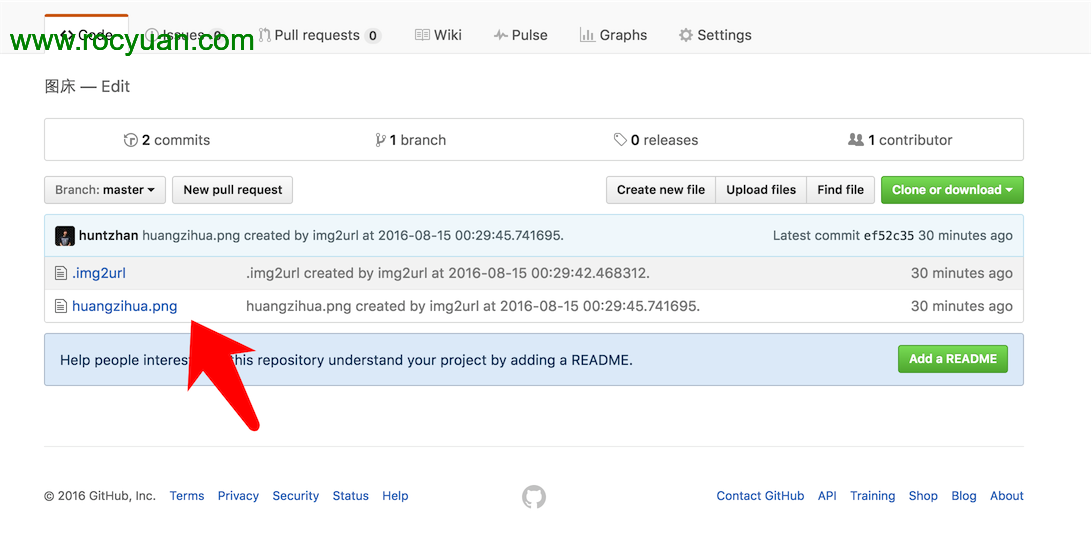 Code Issues 0 Pull requests 0 Wiki Pulse Graphs Settings
www.rocyuan.com
图床 — Edit
2 commits 1 branch 0 releases 1 contributor
Branch: master New pull request Create new file Upload files Find file Clone or download
huntzhan huangzihua.png created by img2url at 2016-08-15 00:29:45.741695. Latest commit ef52c35 30 minutes ago
.img2url .img2url created by img2url at 2016-08-15 00:29:42.468312. 30 minutes ago
huangzihua.png huangzihua.png created by img2url at 2016-08-15 00:29:45.741695. 30 minutes ago
Help people interes this repository understand your project by adding a README. Add a README
© 2016 GitHub, Inc. Terms Privacy Security Status Help Contact GitHub API Training Shop Blog About